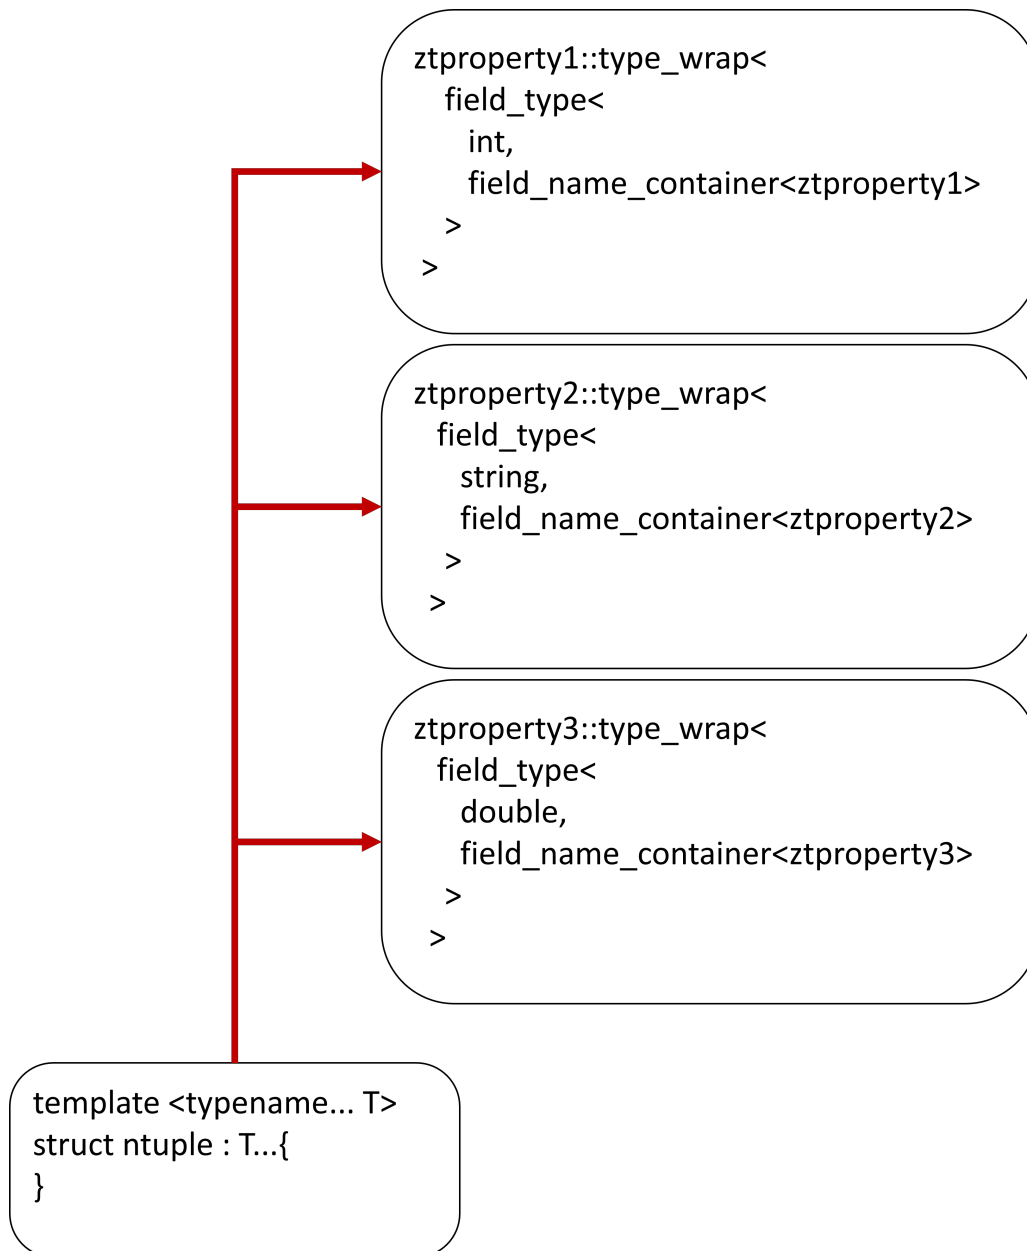 ztproperty1::type_wrap<
field_type<
int,
field_name_container<ztproperty1>
>
>
ztproperty2::type_wrap<
field_type<
string,
field_name_container<ztproperty2>
>
>
ztproperty3::type_wrap<
field_type<
double,
field_name_container<ztproperty3>
>
>
template <typename... T>
struct ntuple : T...{
}